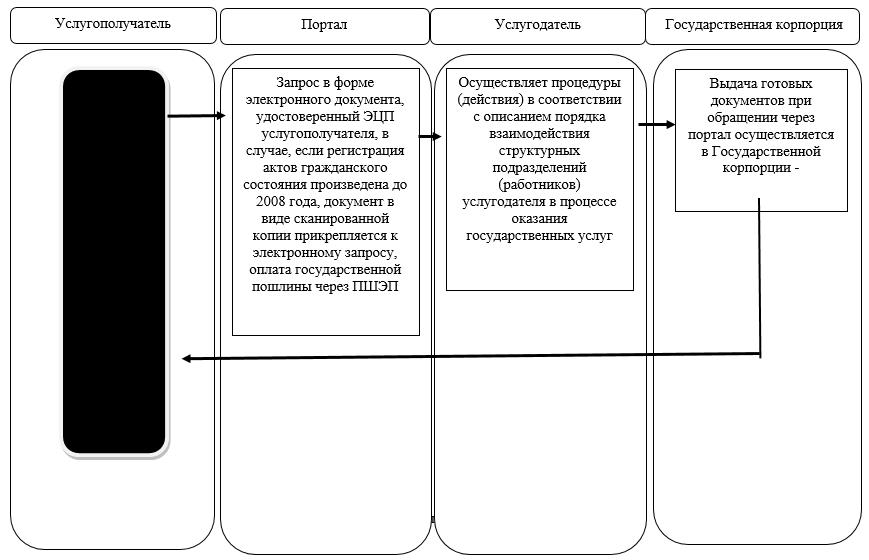 Услугополучатель
Портал
Услугодатель
Государственная корпорция
Запрос в форме
электронного документа,
удостоверенный ЭЦП
услугополучателя, в
случае, если регистрация
актов гражданского
состояния произведена до
2008 года, документ в
виде сканированной
копии прикрепляется к
электронному запросу,
оплата государственной
пошлины через ПШЭП
Осуществляет процедуры
(действия) в соответствии
с описанием порядка
взаимодействия
структурных
подразделений
(работников)
услугодателя в процессе
оказания
государственных услуг
Выдача готовых
документов при
обращении через
портал осуществляется
в Государственной
корпорции -